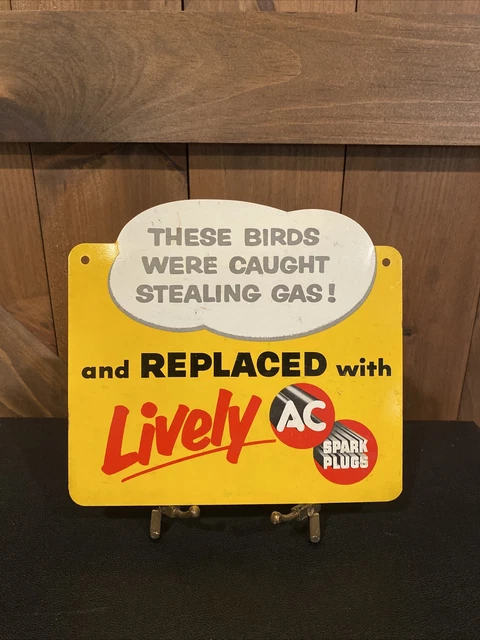 THESE BIRDS
WERE CAUGHT
STEALING GAS!
and REPLACED with
Lively AC
SPARK
PLUGS